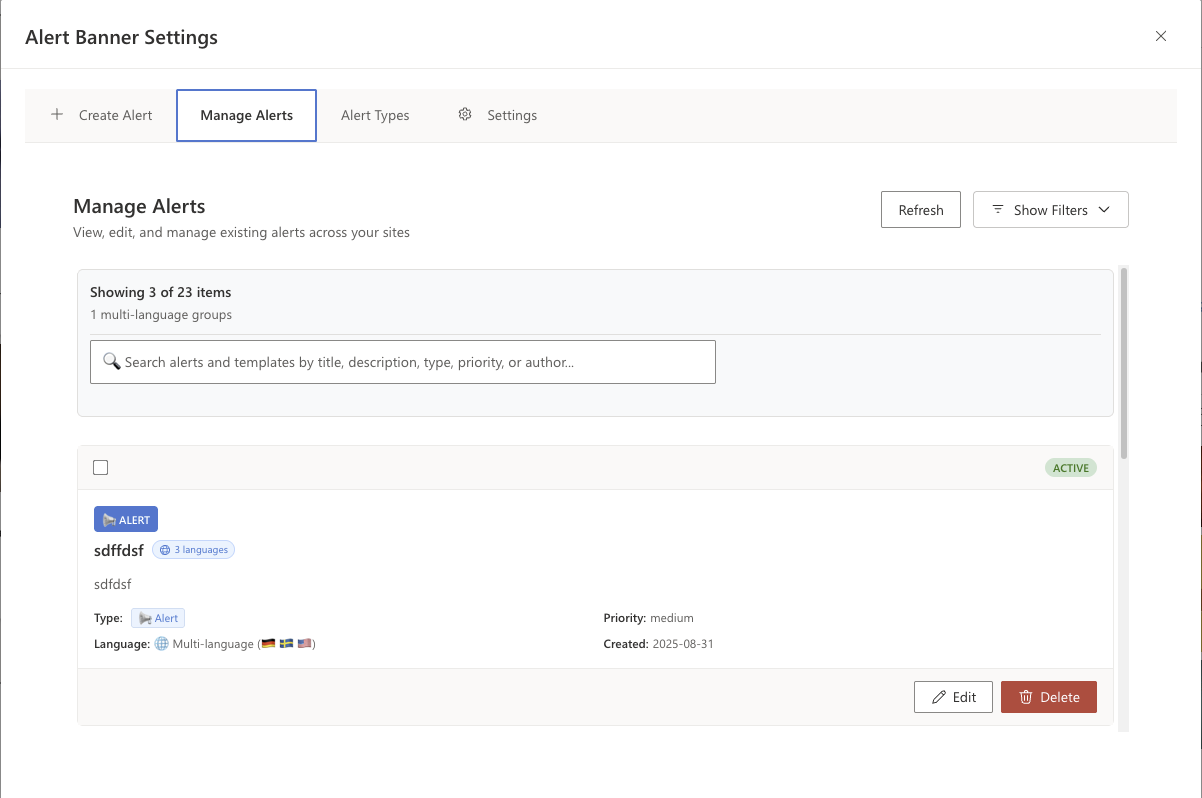 Alert Banner Settings
Create Alert
Manage Alerts
Alert Types
Settings
Manage Alerts
View, edit, and manage existing alerts across your sites
Refresh
Show Filters
Showing 3 of 23 items
1 multi-language groups
Search alerts and templates by title, description, type, priority, or author...
ACTIVE
ALERT
sdffdsf 3 languages
sdfdsf
Type: Alert
Priority: medium
Language: Multi-language (🇩🇪 🇸🇪 🇺🇸)
Created: 2025-08-31
Edit
Delete